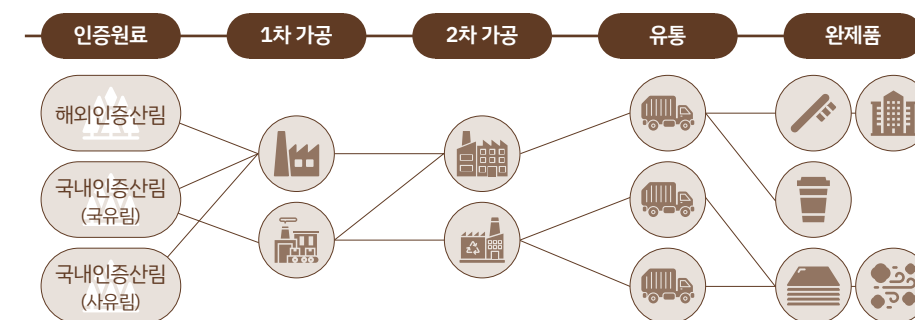 인증원료
1차 가공
2차 가공
유통
완제품
해외인증산림
국내인증산림
(국유림)
국내인증산림
(사유림)